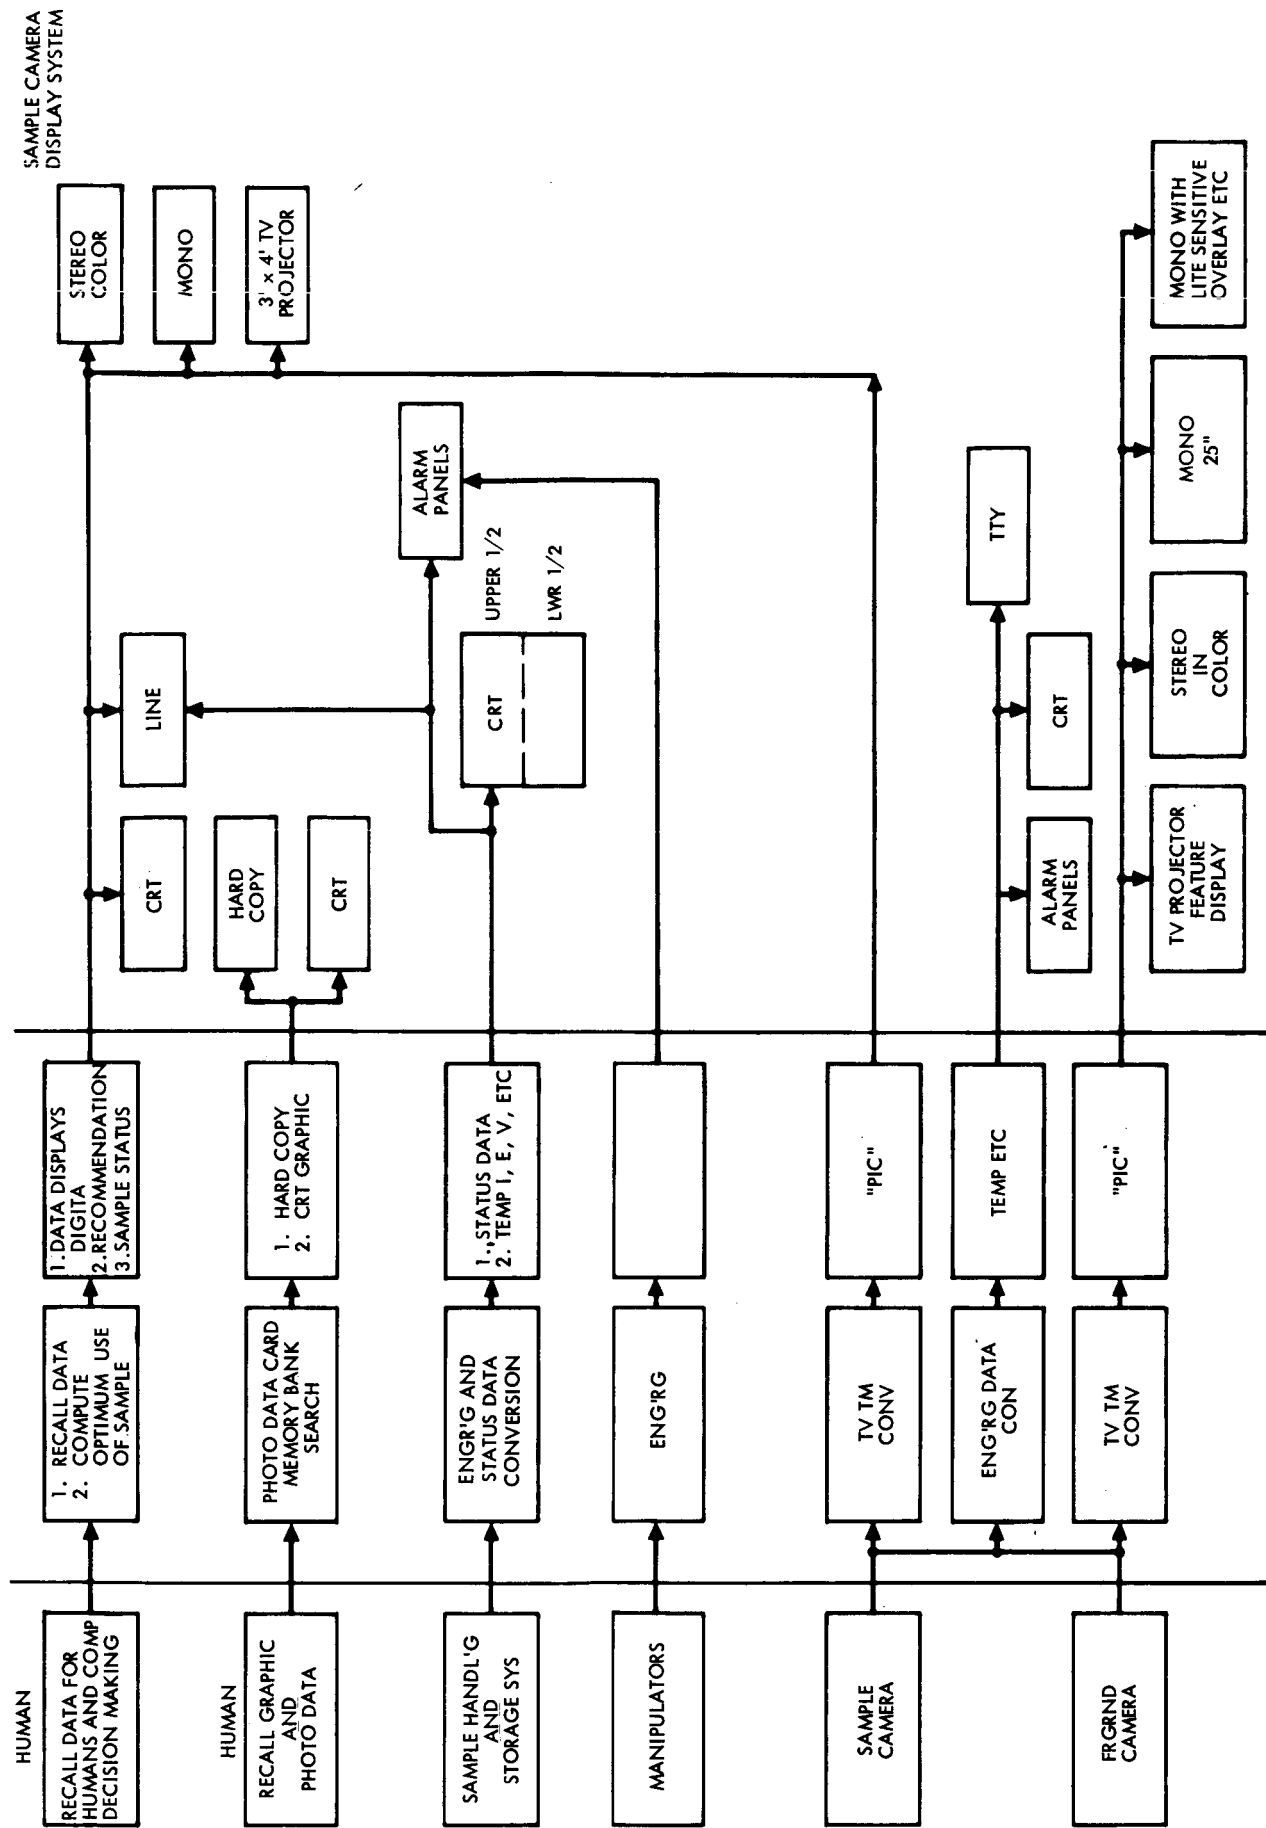 HUMAN
RECALL DATA FOR
HUMANS AND COMP
DECISION MAKING
1. RECALL DATA
2. COMPUTE
OPTIMUM USE
OF SAMPLE
1. DATA DISPLAYS
DIGITA
2. RECOMMENDATION
3. SAMPLE STATUS
CRT
LINE
STEREO
COLOR
MONO
3' x 4' TV
PROJECTOR
SAMPLE CAMERA
DISPLAY SYSTEM
HUMAN
RECALL GRAPHIC
AND
PHOTO DATA
PHOTO DATA CARD
MEMORY BANK
SEARCH
1. HARD COPY
2. CRT GRAPHIC
HARD
COPY
CRT
SAMPLE HANDL'G
AND
STORAGE SYS
ENGR'G AND
STATUS DATA
CONVERSION
1. STATUS DATA
2. TEMP I, E, V, ETC
CRT
UPPER 1/2
LWR 1/2
ALARM
PANELS
MANIPULATORS
ENG'RG
SAMPLE
CAMERA
TV TM
CONV
"PIC"
ENG'RG DATA
CON
TEMP ETC
ALARM
PANELS
CRT
TTY
FRGRND
CAMERA
TV TM
CONV
"PIC"
TV PROJECTOR
FEATURE
DISPLAY
STEREO
IN
COLOR
MONO
25"
MONO WITH
LITE SENSITIVE
OVERLAY ETC